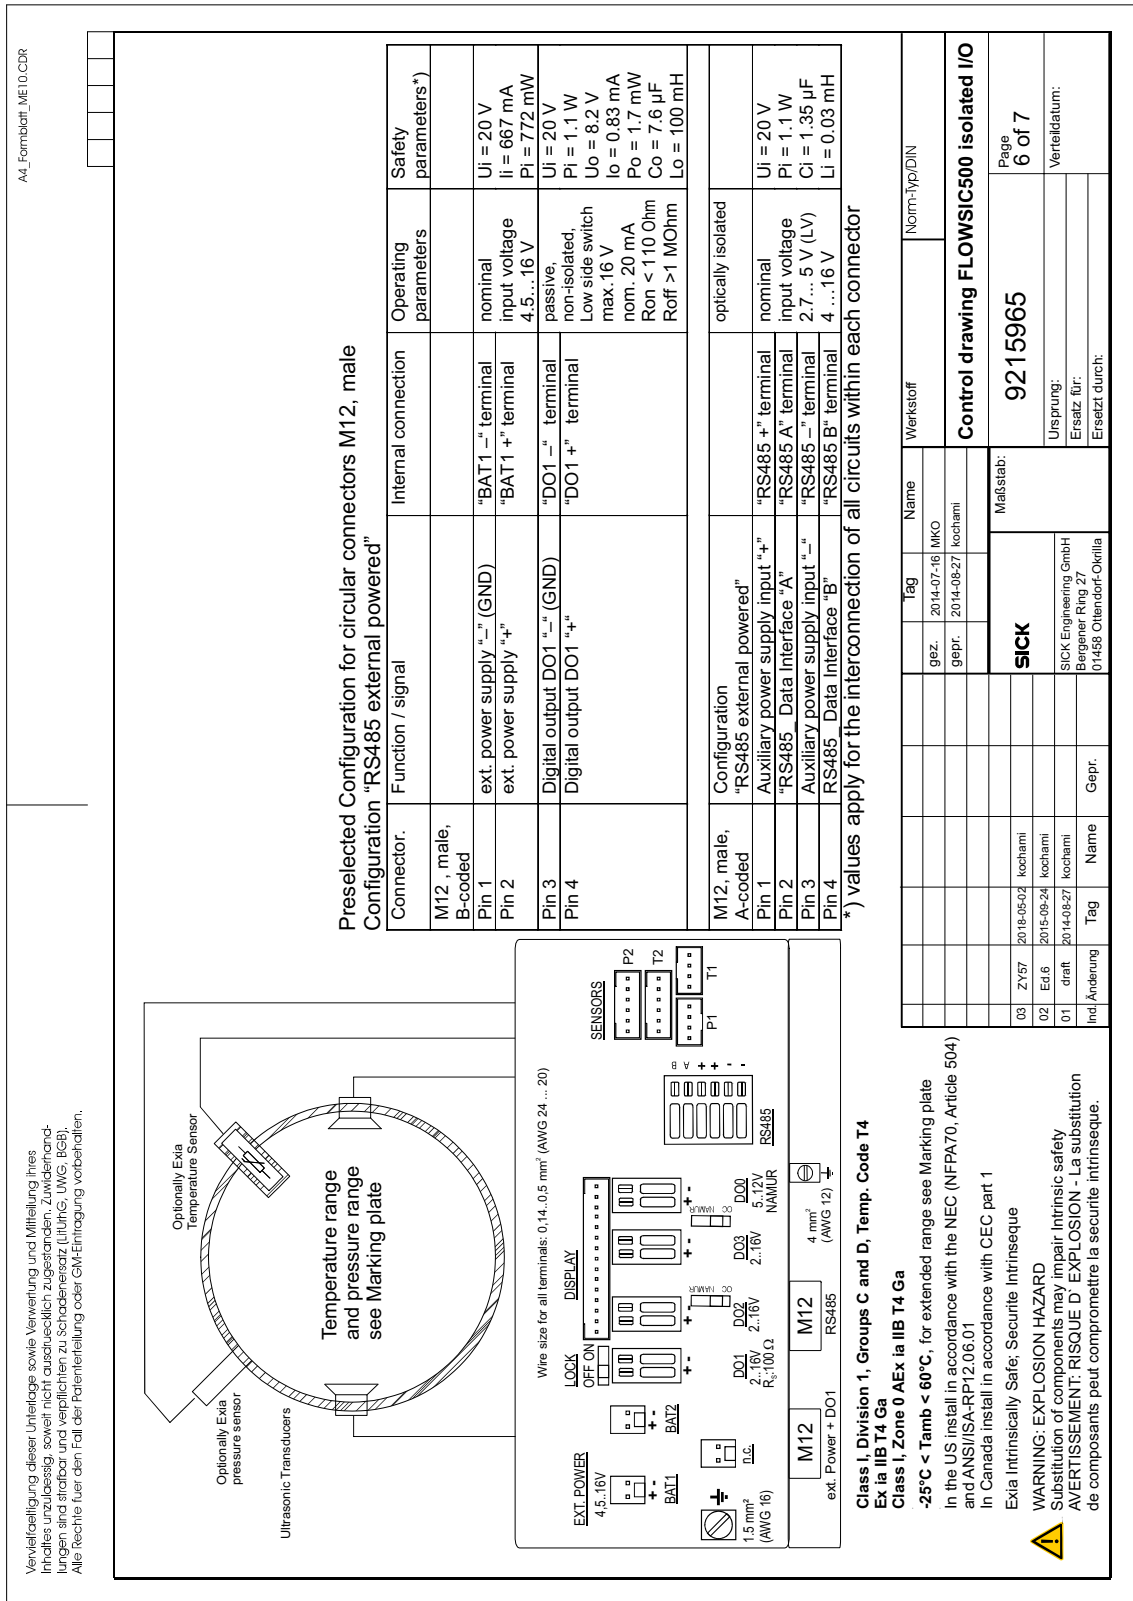 A4_Formblatt_ME10.CDR
Vervielfaeltigung dieser Unterlage sowie Verwertung und Mitteilung ihres
Inhaltes unzulaessig, soweit nicht ausdruecklich zugestanden. Zuwiderhand-
lungen sind strafbar und verpflichten zu Schadenersatz (LitUrhG, UWG, BGB).
Alle Rechte fuer den Fall der Patenterteilung oder GM-Eintragung vorbehalten.
Optionally Exia
Temperature Sensor
Optionally Exia
pressure sensor
Ultrasonic Transducers
Temperature range
and pressure range
see Marking plate
Wire size for all terminals: 0,14..0.5 mm² (AWG 24 ... 20)
EXT. POWER
4,5..16V
+ -
BAT1
+ -
BAT2
LOCK
OFF ON
DISPLAY
SENSORS
P2
T2
P1
T1
1.5 mm²
(AWG 16)
n.c.
+ -
DO1
2..16V
Rs:100 Ω
+ -
OC NAMUR
DO2
2..16V
+ -
DO3
2..16V
+ -
OC NAMUR
DO0
5..12V
NAMUR
B A + + - -
RS485
M12
ext. Power + DO1
M12
RS485
4 mm²
(AWG 12)
Preselected Configuration for circular connectors M12, male
Configuration “RS485 external powered”
Connector. Function / signal Internal connection Operating parameters Safety parameters*)
M12 , male,
B-coded
Pin 1 ext. power supply “–” (GND) “BAT1 –“ terminal nominal Ui = 20 V
Pin 2 ext. power supply “+” “BAT1 +” terminal input voltage Ii = 667 mA
4.5… 16 V Pi = 772 mW
Pin 3 Digital output DO1 “–“ (GND) “DO1 –“ terminal passive, Ui = 20 V
Pin 4 Digital output DO1 “+“ “DO1 +” terminal non-isolated, Pi = 1.1 W
Low side switch Uo = 8.2 V
max.16 V Io = 0.83 mA
nom. 20 mA Po = 1.7 mW
Ron < 110 Ohm Co = 7.6 µF
Roff >1 MOhm Lo = 100 mH
M12, male, Configuration optically isolated
A-coded “RS485 external powered”
Pin 1 Auxiliary power supply input “+” “RS485 +” terminal nominal Ui = 20 V
Pin 2 “RS485_ Data Interface “A” “RS485 A” terminal input voltage Pi = 1.1 W
Pin 3 Auxiliary power supply input “–“ “RS485 –” terminal 2.7… 5 V (LV) Ci = 1.35 µF
Pin 4 RS485_ Data Interface “B” “RS485 B“ terminal 4 …16 V Li = 0.03 mH
*) values apply for the interconnection of all circuits within each connector
Class I, Division 1, Groups C and D, Temp. Code T4
Ex ia IIB T4 Ga
Class I, Zone 0 AEx ia IIB T4 Ga
-25°C < Tamb < 60°C, for extended range see Marking plate
In the US install in accordance with the NEC (NFPA70, Article 504)
and ANSI/ISA-RP12.06.01
In Canada install in accordance with CEC part 1
Exia Intrinsically Safe; Securite Intrinseque
WARNING: EXPLOSION HAZARD
Substitution of components may impair Intrinsic safety
AVERTISSEMENT: RISQUE D` EXPLOSION - La substitution
de composants peut compromettre la securite intrinseque.
03 ZY57 2018-05-02 kochami
02 Ed.6 2015-09-24 kochami
01 draft 2014-08-27 kochami
Ind. Änderung Tag Name Gepr.
Tag Name
gez. 2014-07-16 MKO
gepr. 2014-08-27 kochami
SICK
SICK Engineering GmbH
Bergener Ring 27
01458 Ottendorf-Okrilla
Maßstab:
Werkstoff
Norm-Typ/DIN
Control drawing FLOWSIC500 isolated I/O
9215965
Page
6 of 7
Ursprung:
Ersatz für:
Ersetzt durch:
Verteildatum: